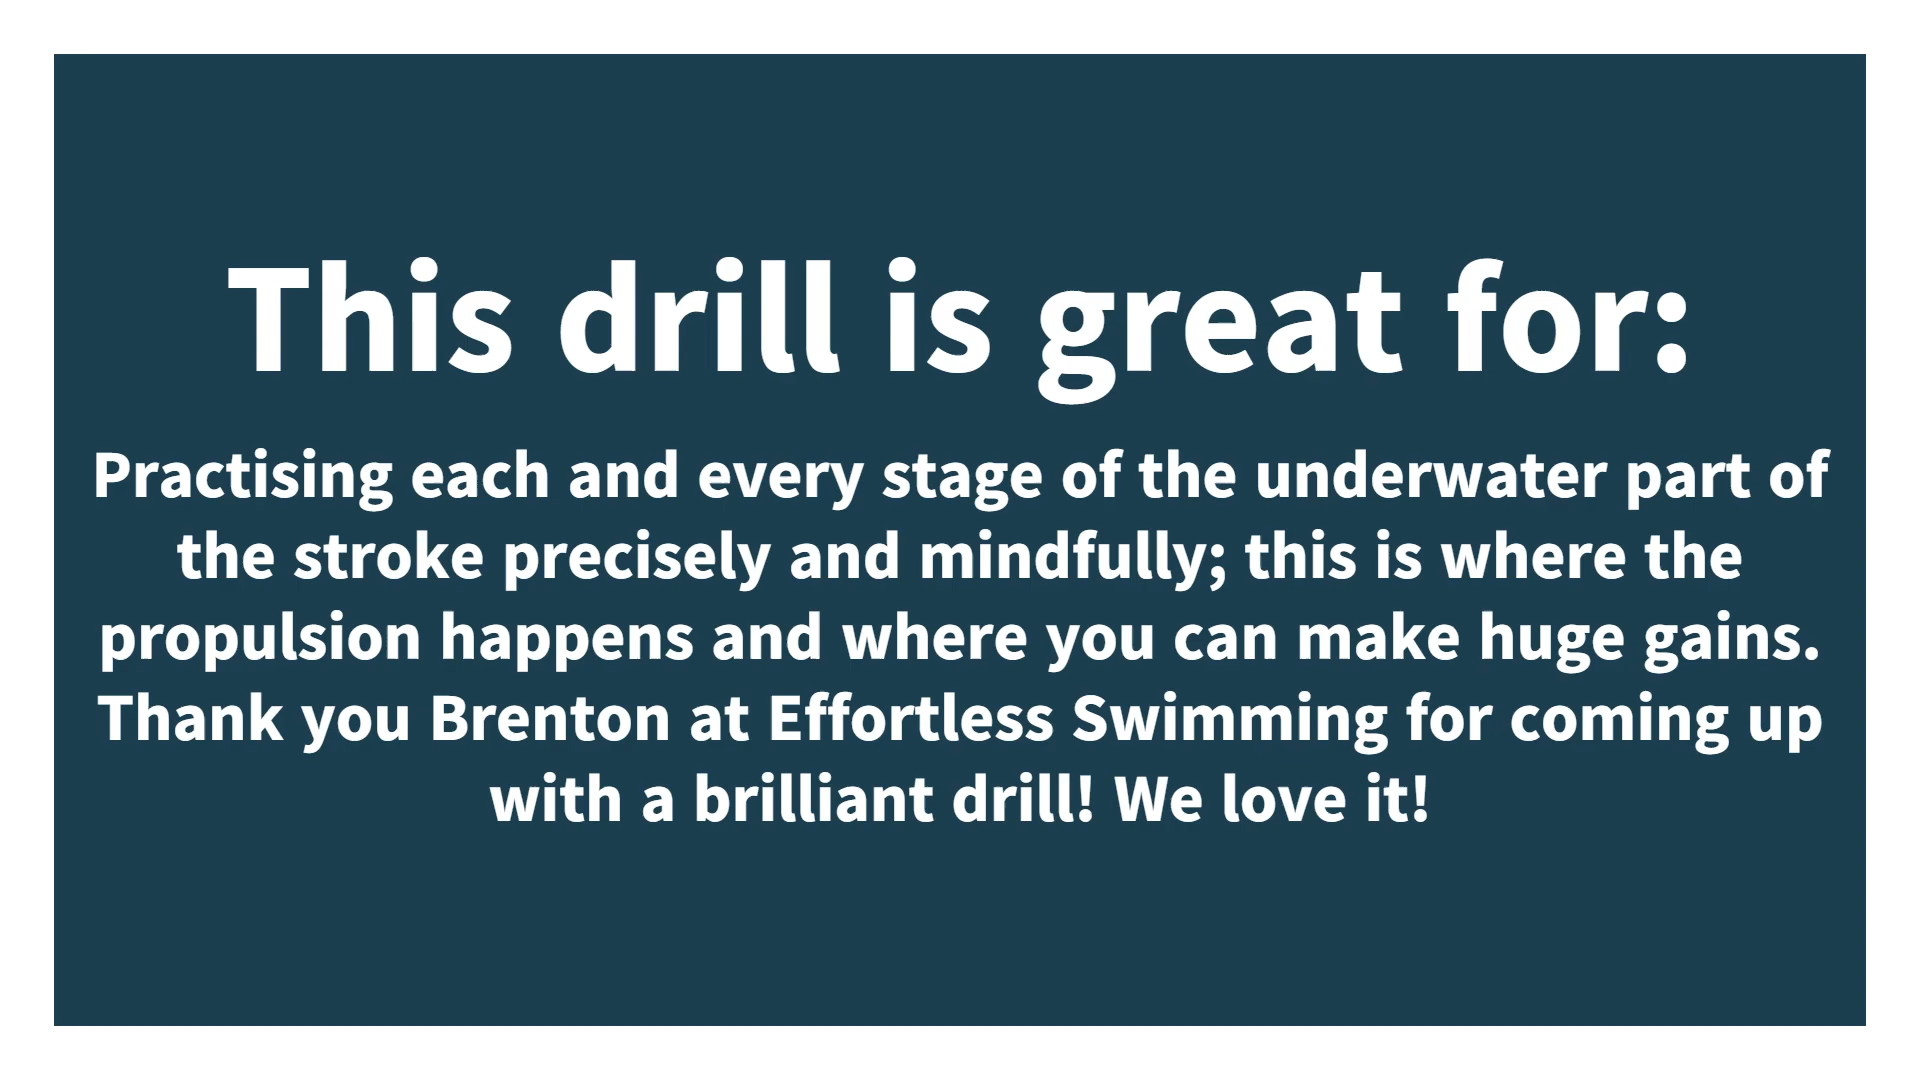 This drill is great for:
Practising each and every stage of the underwater part of
the stroke precisely and mindfully; this is where the
propulsion happens and where you can make huge gains.
Thank you Brenton at Effortless Swimming for coming up
with a brilliant drill! We love it!